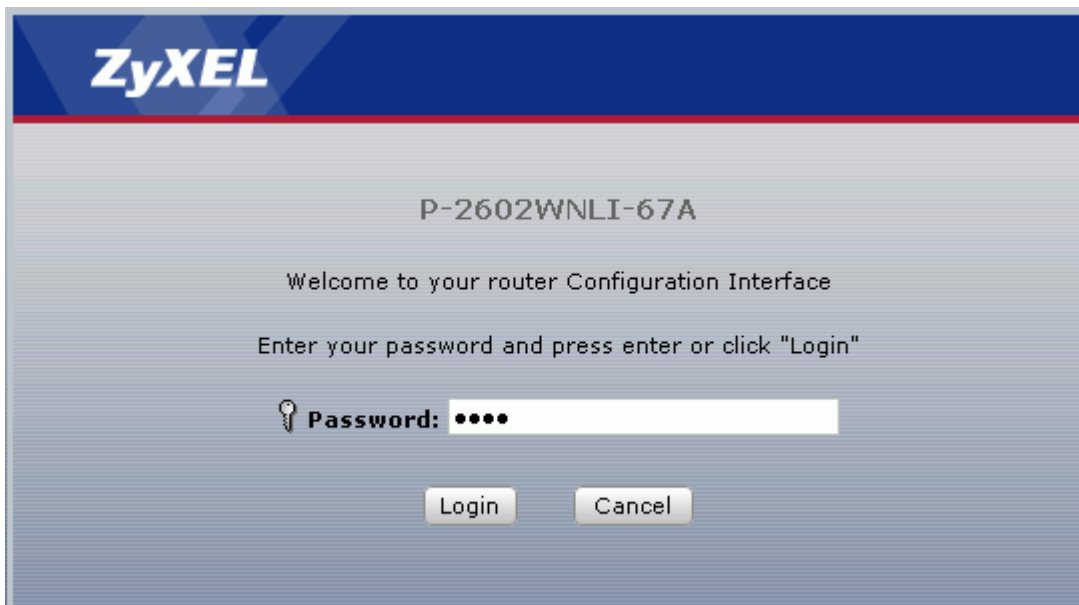 ZyXEL
P-2602WNLI-67A
Welcome to your router Configuration Interface
Enter your password and press enter or click "Login"
Password: ••••
Login Cancel